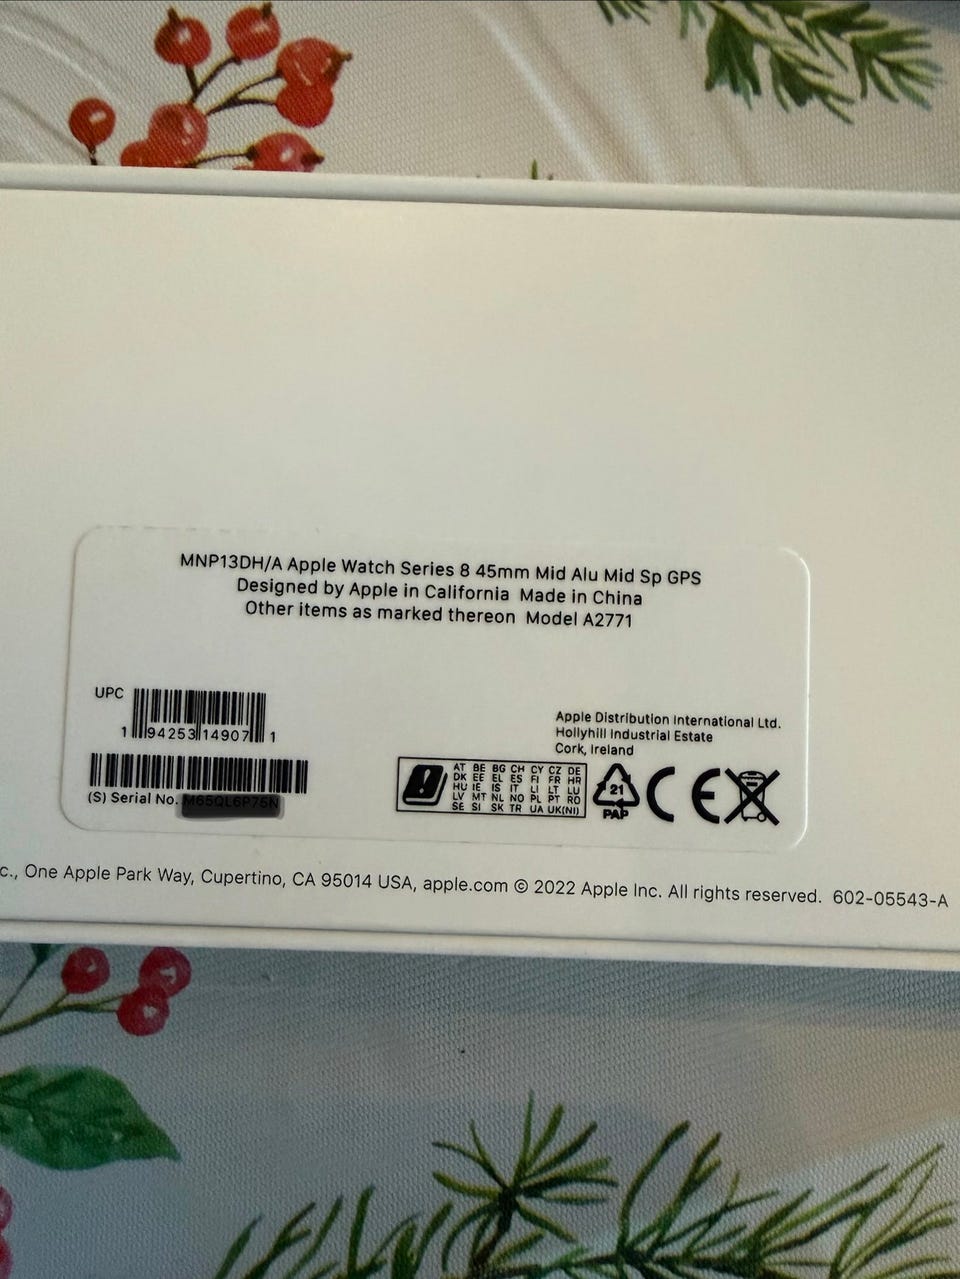 MNP13DH/A Apple Watch Series 8 45mm Mid Alu Mid Sp GPS
Designed by Apple in California Made in China
Other items as marked thereon Model A2771
UPC
1 94253 14907 1
(S) Serial No.
Apple Distribution International Ltd.
Hollyhill Industrial Estate
Cork, Ireland
AT BE BG CH CY CZ DE
DK EE EL ES FI FR HR
HU IE IS IT LI LT LU
LV MT NL NO PL PT RO
SE SI SK TR UA UK(NI)
21
PAP
CE
c., One Apple Park Way, Cupertino, CA 95014 USA, apple.com © 2022 Apple Inc. All rights reserved. 602-05543-A